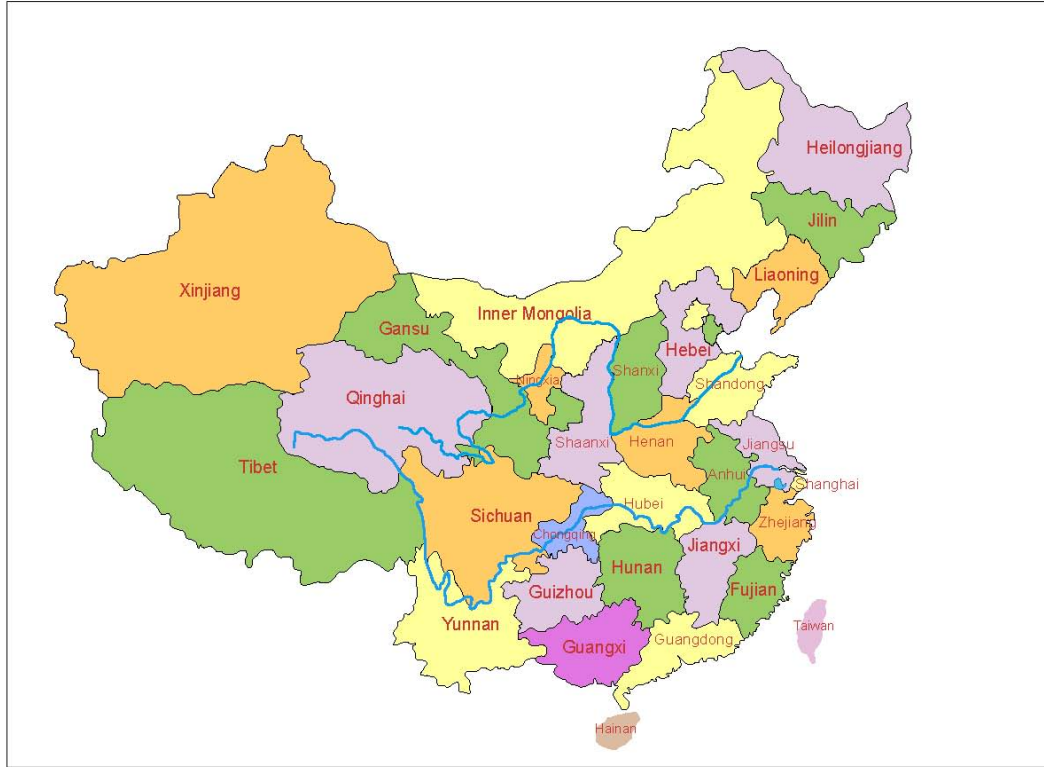 Heilongjiang
Jilin
Liaoning
Xinjiang
Inner Mongolia
Gansu
Hebei
Shanxi
Ningxia
Shandong
Qinghai
Shaanxi
Henan
Jiangsu
Tibet
Anhui
Shanghai
Hubei
Sichuan
Zhejiang
Chongqing
Jiangxi
Hunan
Guizhou
Fujian
Yunnan
Taiwan
Guangxi
Guangdong
Hainan